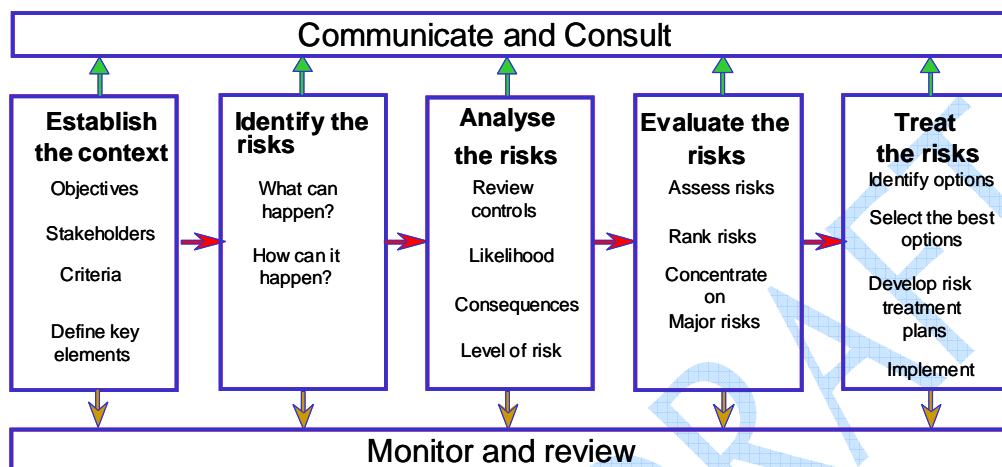 Communicate and Consult
Establish
the context
Objectives
Stakeholders
Criteria
Define key
elements
Identify the
risks
What can
happen?
How can it
happen?
Analyse
the risks
Review
controls
Likelihood
Consequences
Level of risk
Evaluate the
risks
Assess risks
Rank risks
Concentrate
on
Major risks
Treat
the risks
Identify options
Select the best
options
Develop risk
treatment
plans
Implement
Monitor and review
DRAFT